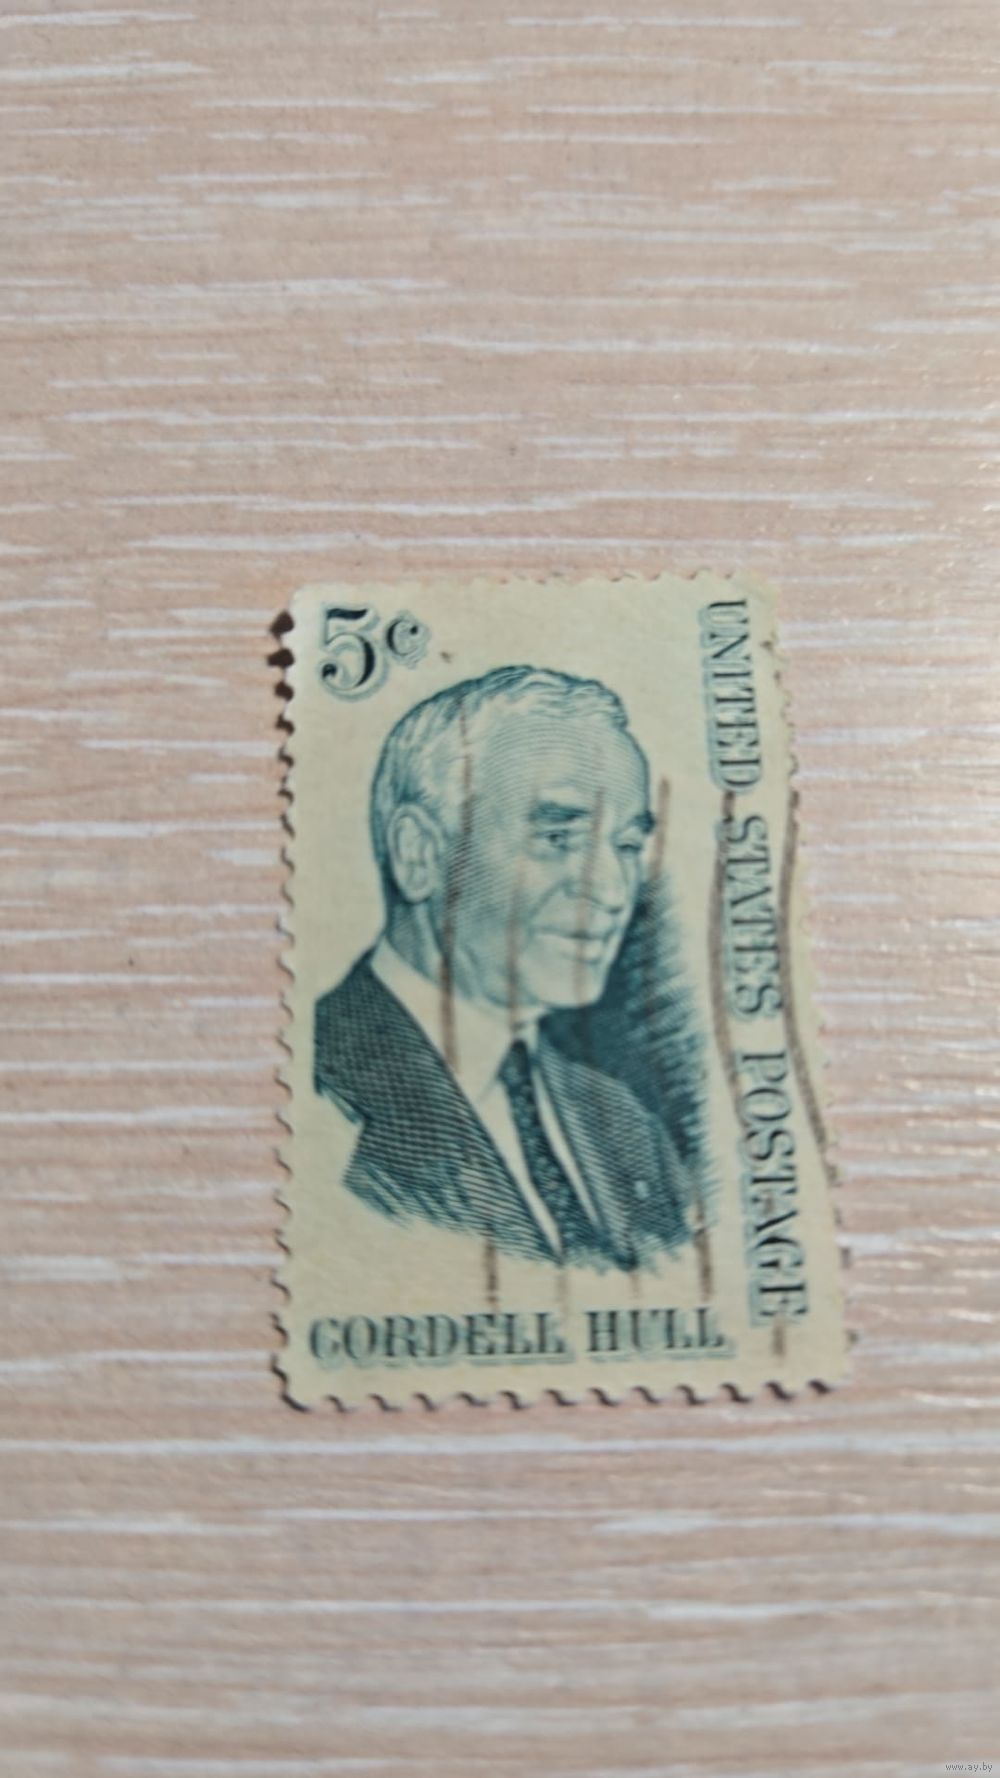 5c
UNITED STATES POSTAGE
CORDELL HULL
www.ay.by